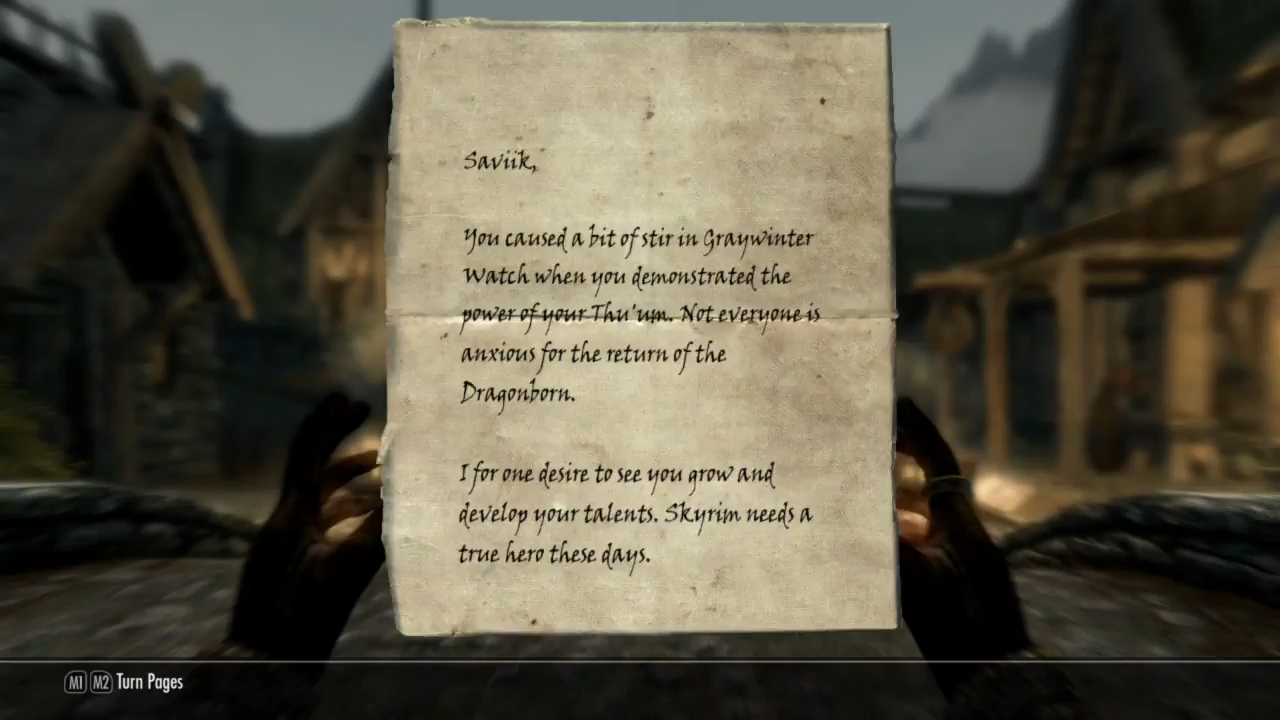 Saviik,
You caused a bit of stir in Graywinter
Watch when you demonstrated the
power of your Thu'um. Not everyone is
anxious for the return of the
Dragonborn.
I for one desire to see you grow and
develop your talents. Skyrim needs a
true hero these days.
M1 M2 Turn Pages